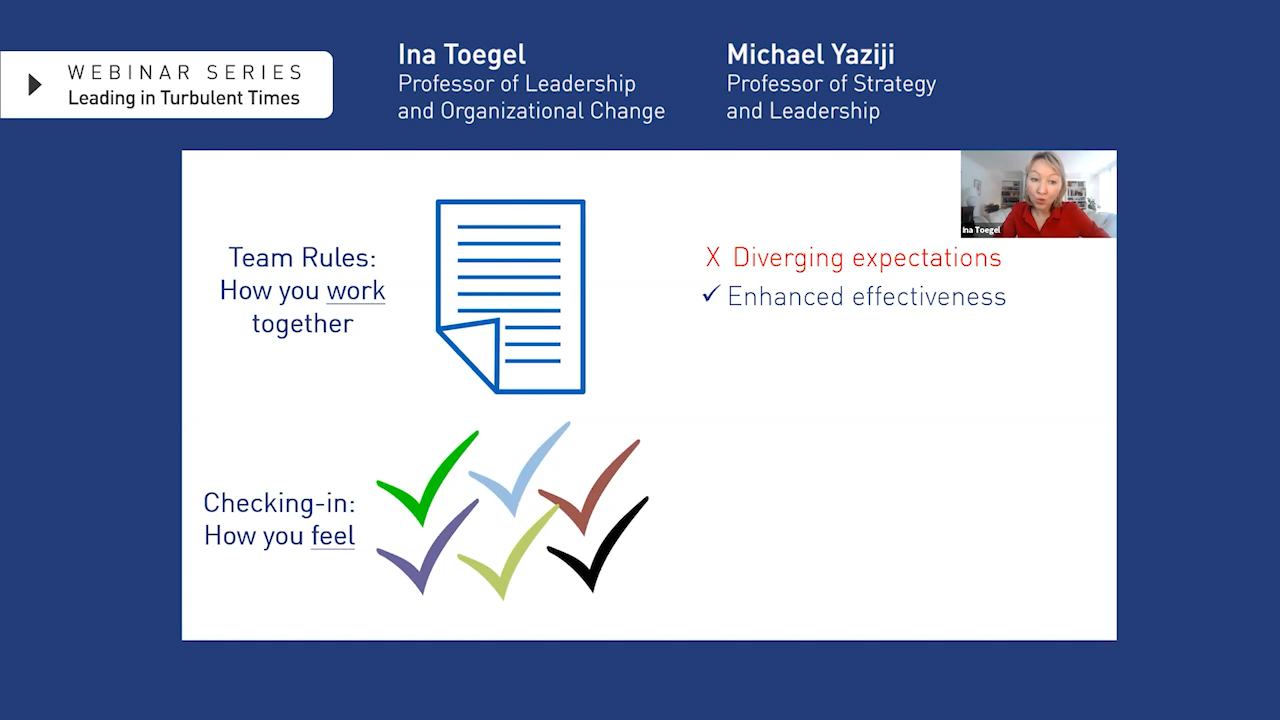 WEBINAR SERIES
Leading in Turbulent Times
Ina Toegel
Professor of Leadership
and Organizational Change
Michael Yaziji
Professor of Strategy
and Leadership
Ina Toegel
Team Rules:
How you work
together
X Diverging expectations
✓ Enhanced effectiveness
Checking-in:
How you feel